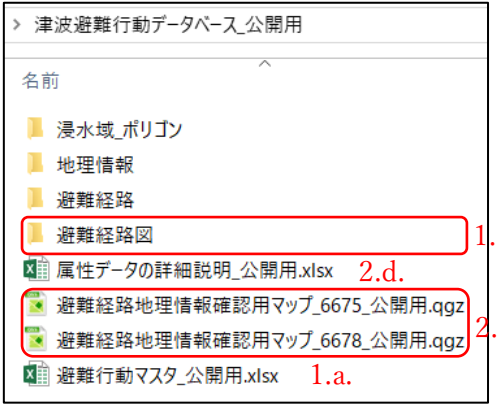 > 津波避難行動データベース_公開用
名前
浸水域_ポリゴン
地理情報
避難経路
避難経路図 1.
属性データの詳細説明_公開用.xlsx 2.d.
避難経路地理情報確認用マップ_6675_公開用.qgz
避難経路地理情報確認用マップ_6678_公開用.qgz 2.
避難行動マスタ_公開用.xlsx 1.a.